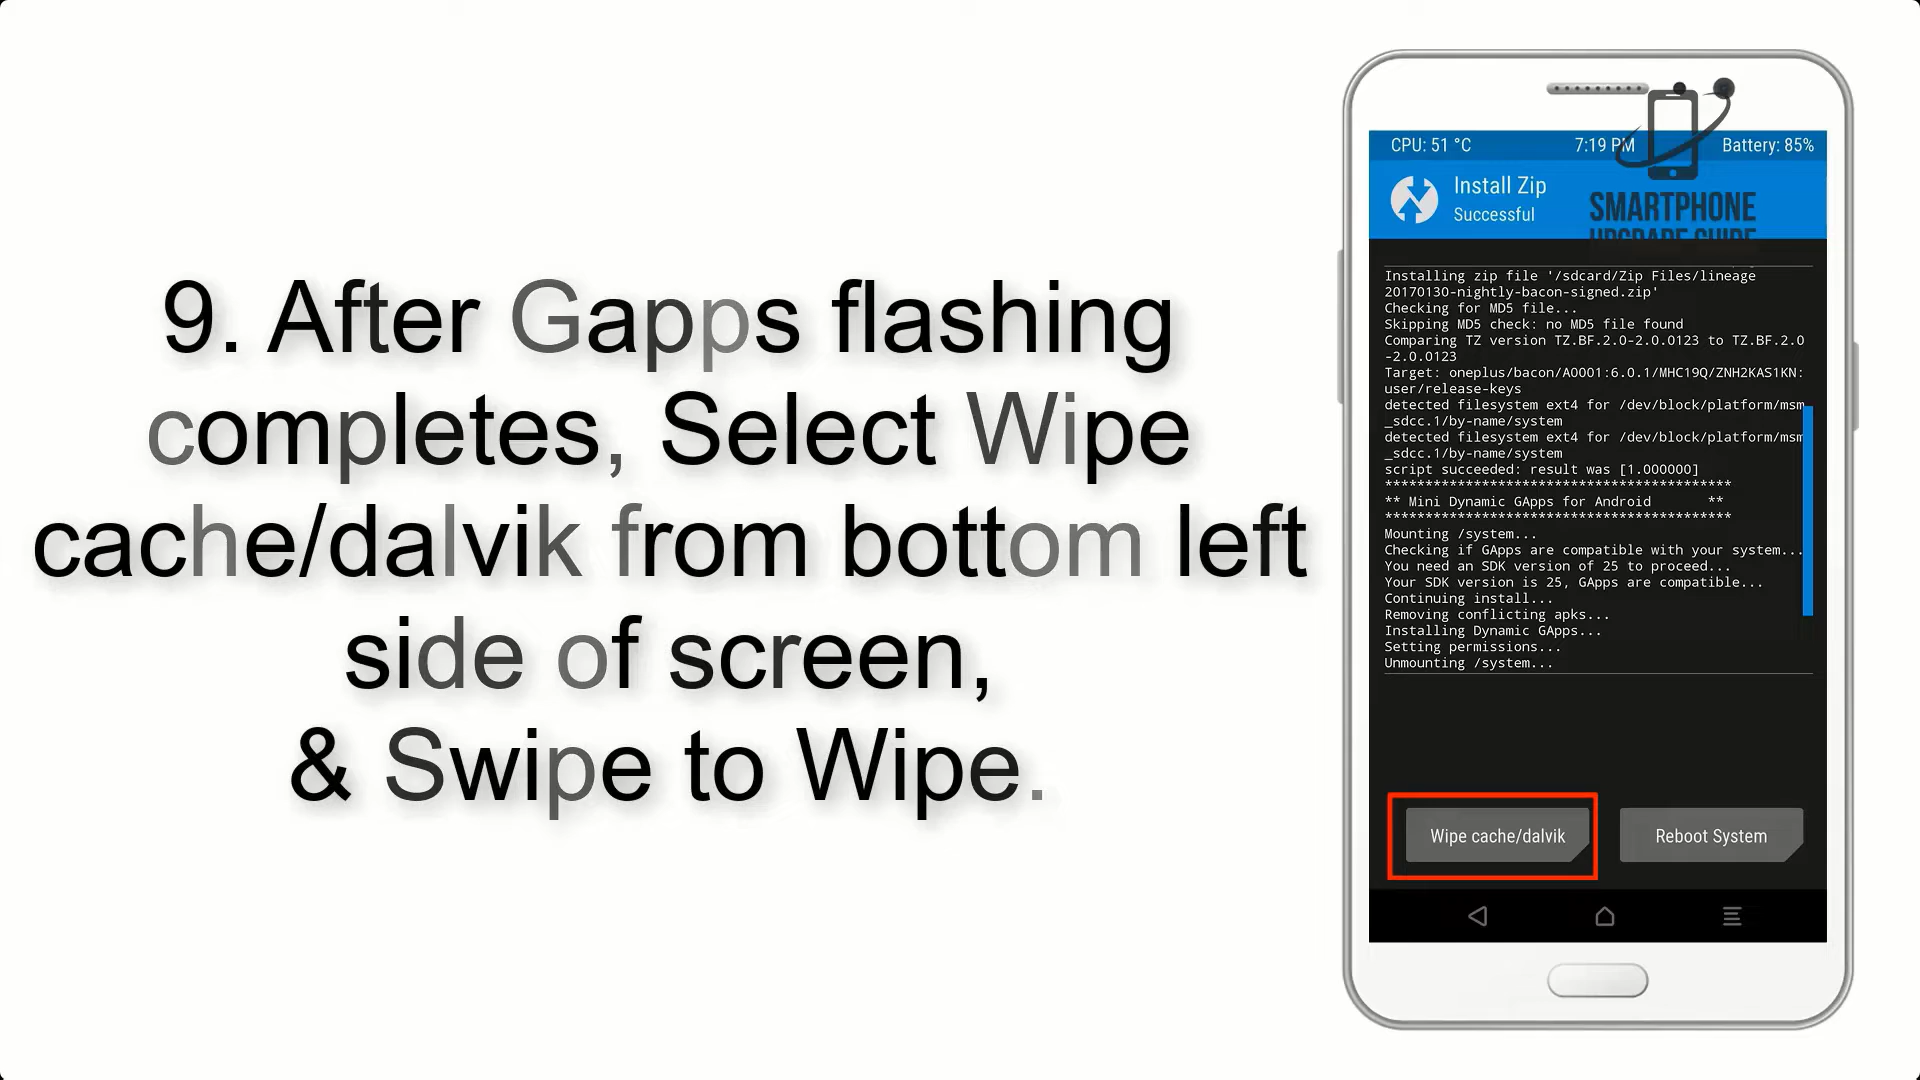 9. After Gapps flashing
completes, Select Wipe
cache/dalvik from bottom left
side of screen,
& Swipe to Wipe.
CPU: 51 °C 7:19 PM Battery: 85%
Install Zip
Successful
SMARTPHONE
UPGRADE GUIDE
Installing zip file '/sdcard/Zip Files/lineage
20170130-nightly-bacon-signed.zip'
Checking for MD5 file...
Skipping MD5 check: no MD5 file found
Comparing TZ version TZ.BF.2.0-2.0.0123 to TZ.BF.2.0
-2.0.0123
Target: oneplus/bacon/A0001:6.0.1/MHC19Q/ZNH2KAS1KN:
user/release-keys
detected filesystem ext4 for /dev/block/platform/msm
_sdcc.1/by-name/system
detected filesystem ext4 for /dev/block/platform/msm
_sdcc.1/by-name/system
script succeeded: result was [1.000000]
*******************************************
** Mini Dynamic GApps for Android **
*******************************************
Mounting /system...
Checking if GApps are compatible with your system...
You need an SDK version of 25 to proceed...
Your SDK version is 25, GApps are compatible...
Continuing install...
Removing conflicting apks...
Installing Dynamic GApps...
Setting permissions...
Unmounting /system...
Wipe cache/dalvik Reboot System